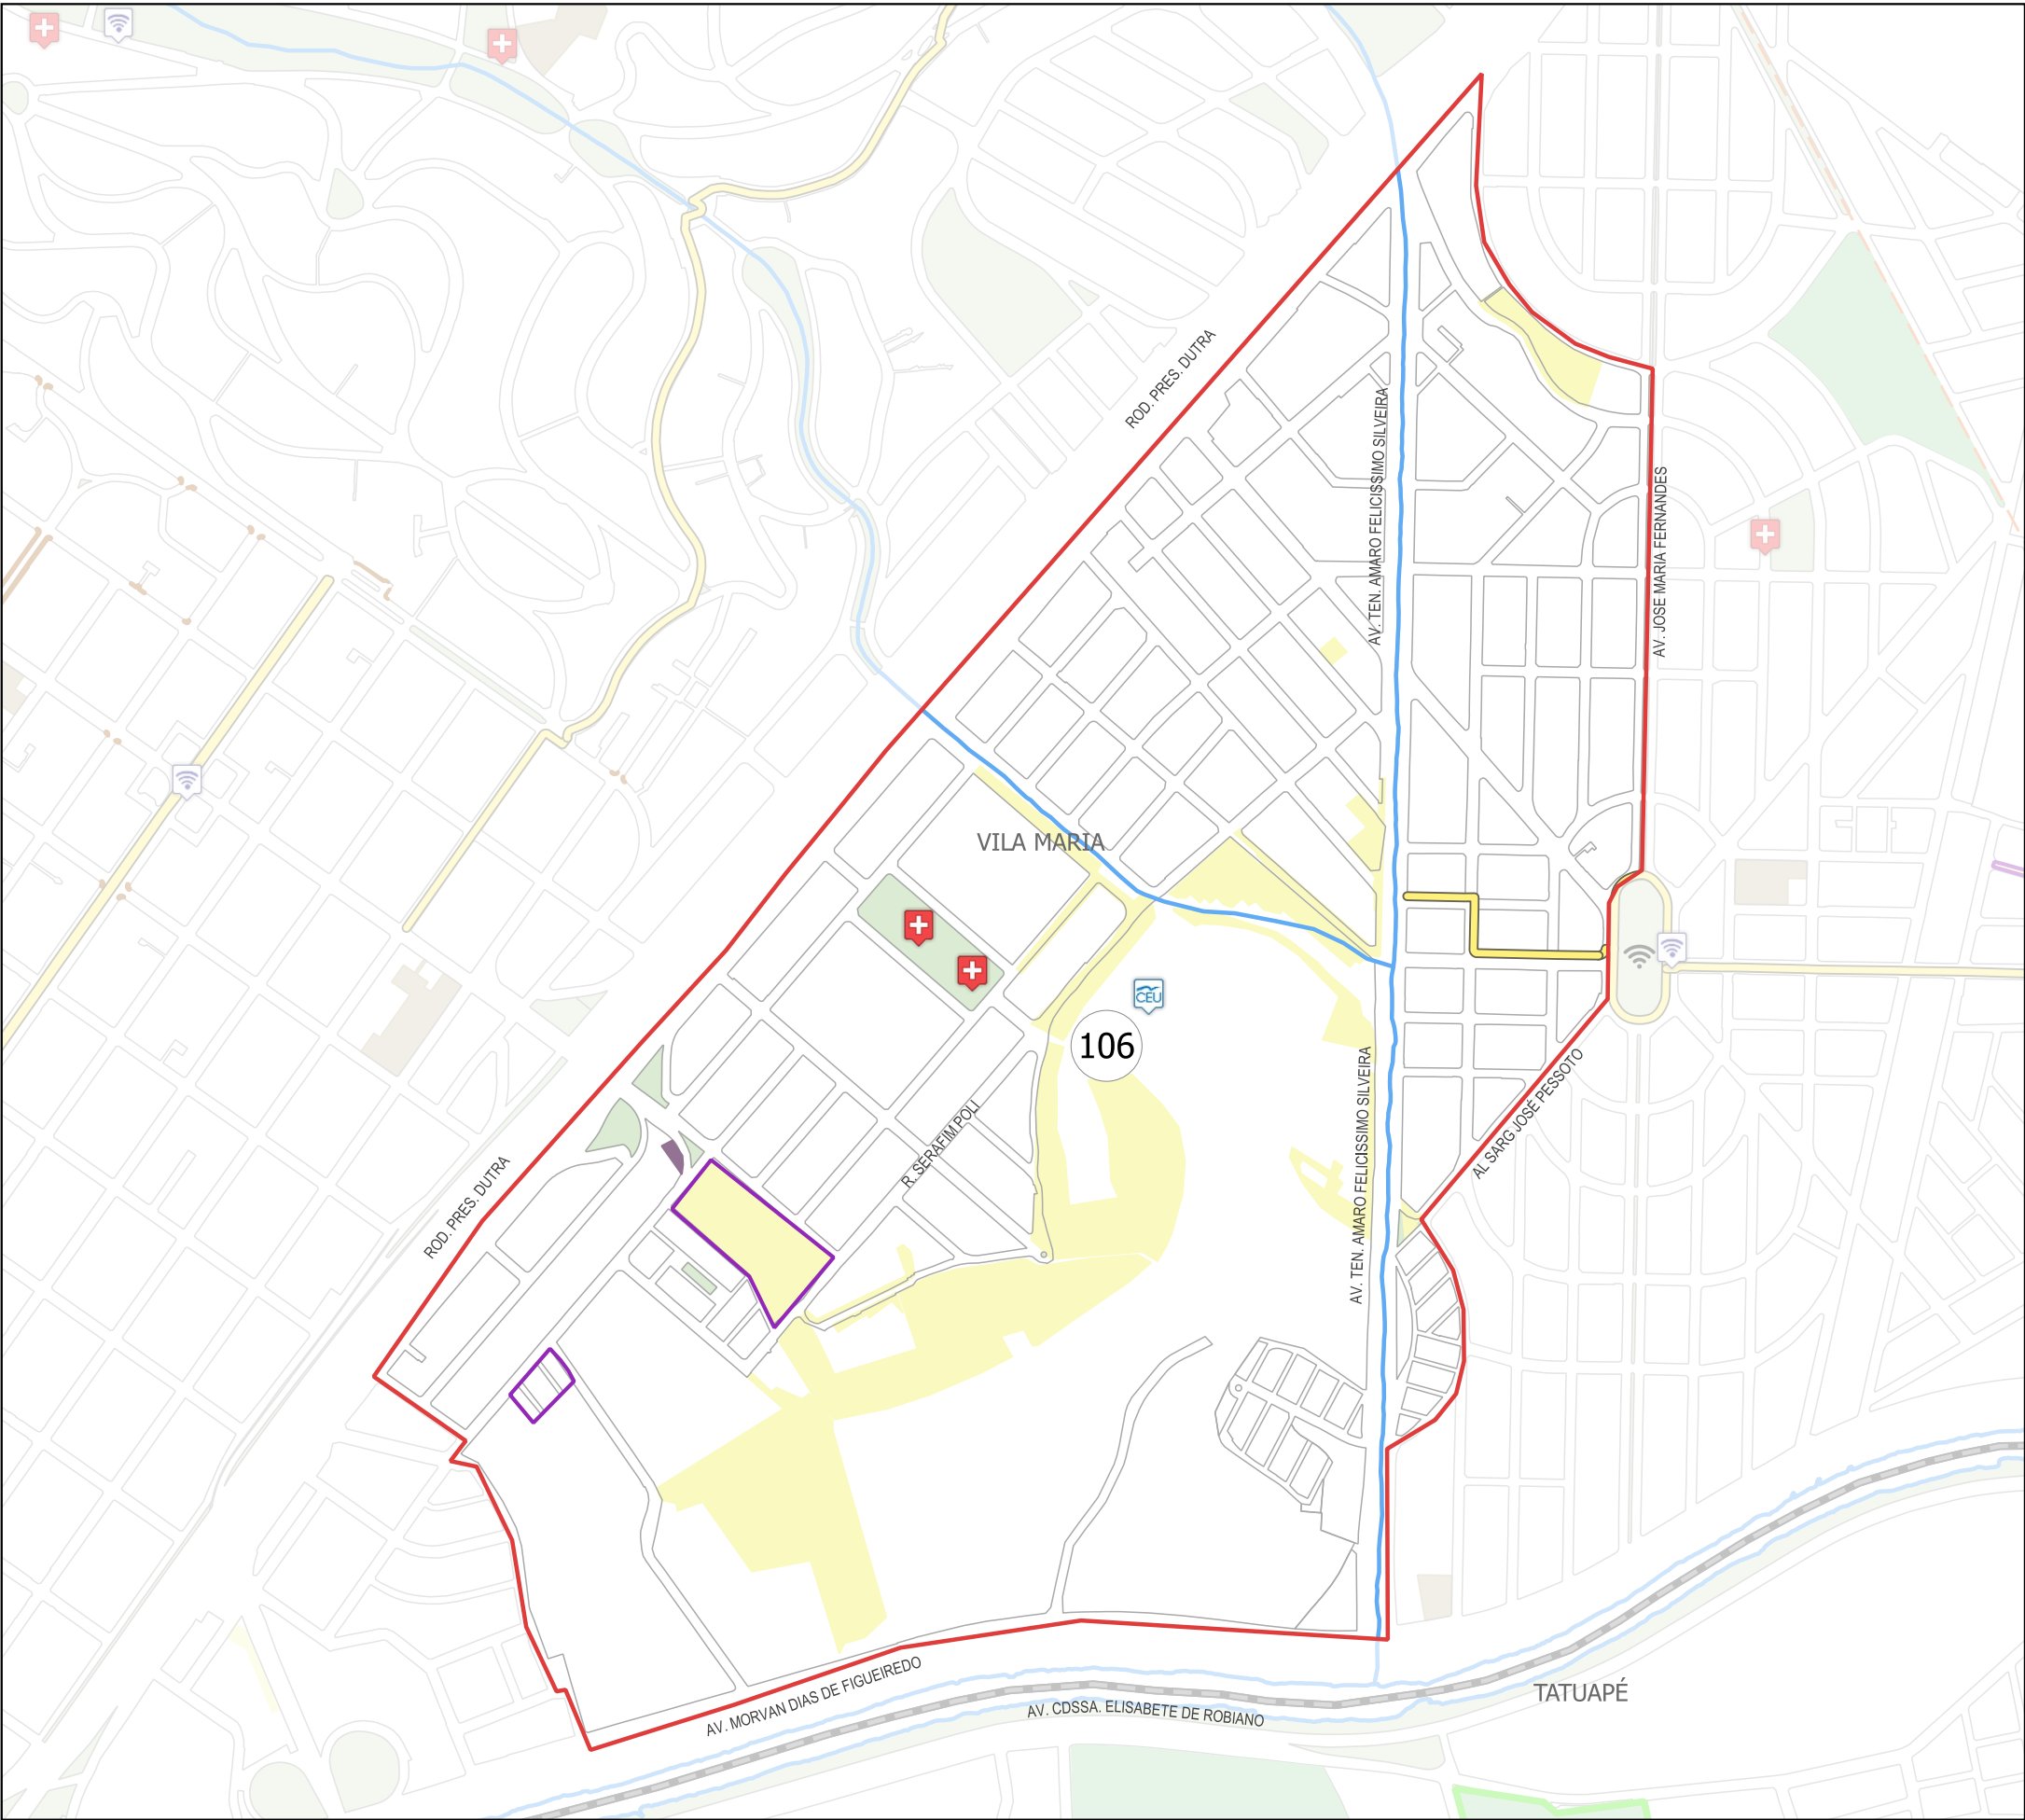 ROD. PRES. DUTRA
AV. TEN. AMARO FELICISSIMO SILVEIRA
AV. JOSE MARIA FERNANDES
VILA MARIA
CEU
106
AL SARG JOSÉ PESSOTO
R. SERAFIM POLI
AV. TEN. AMARO FELICISSIMO SILVEIRA
ROD. PRES. DUTRA
AV. MORVAN DIAS DE FIGUEIREDO
AV. CDSSA. ELISABETE DE ROBIANO
TATUAPÉ